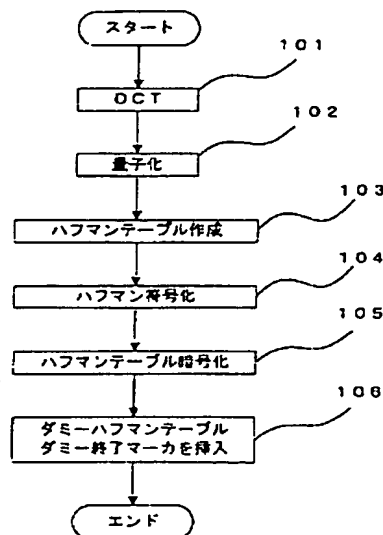 スタート
101
DCT
102
量子化
103
ハフマンテーブル作成
104
ハフマン符号化
105
ハフマンテーブル暗号化
106
ダミーハフマンテーブル
ダミー終了マーカを挿入
エンド